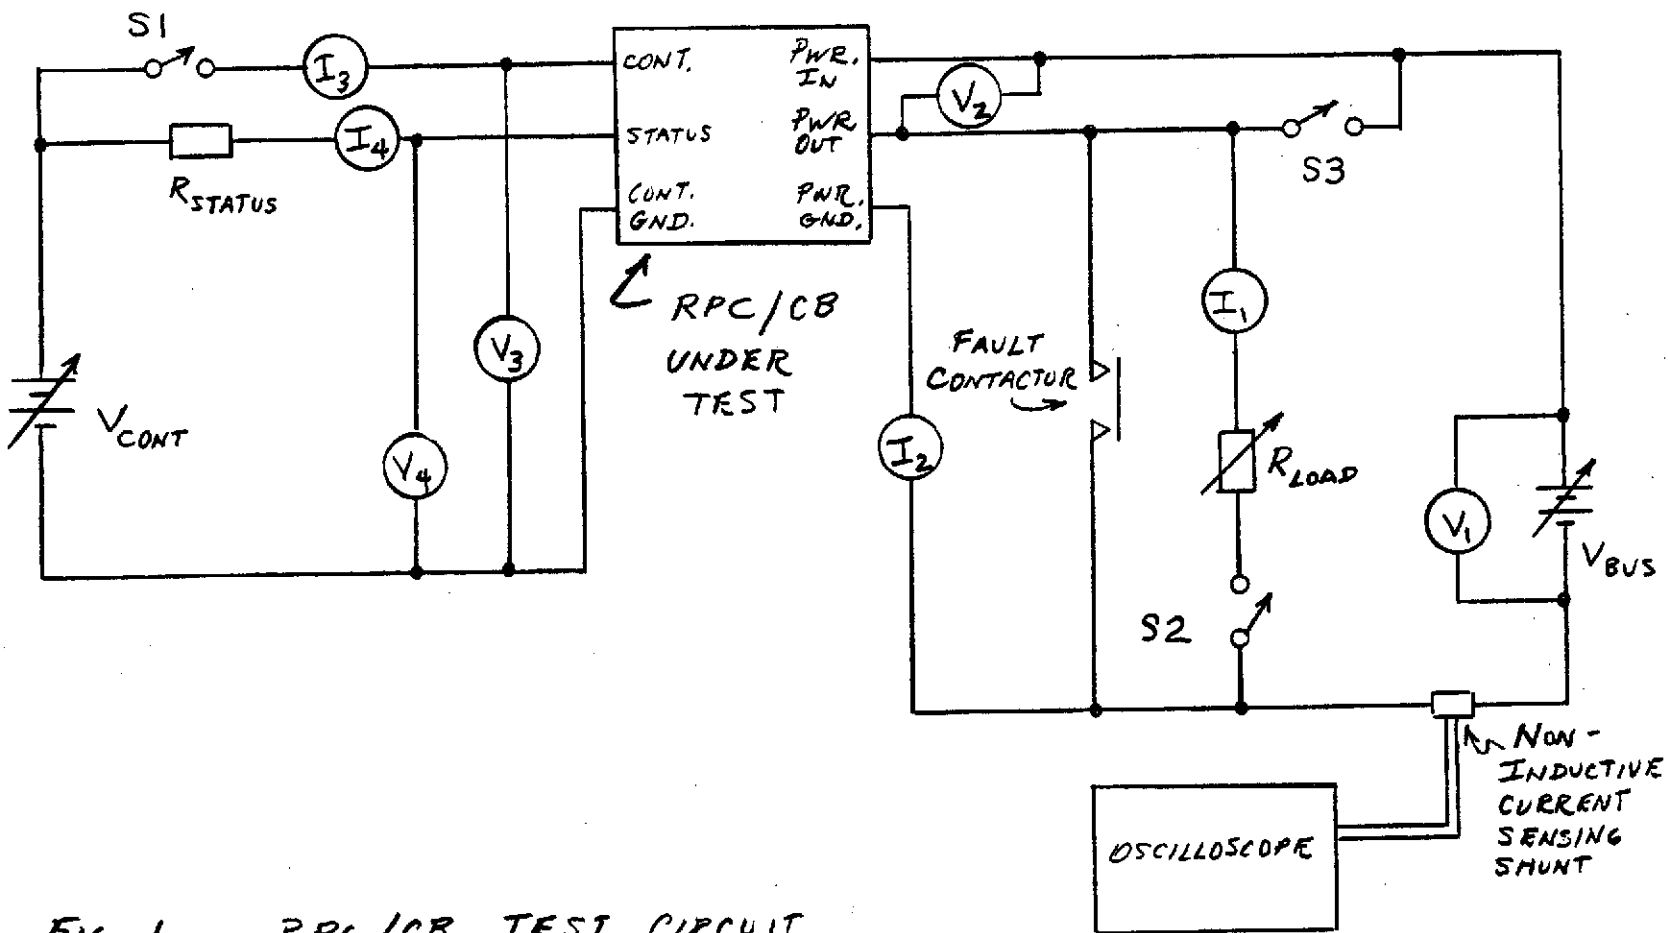 S1
I3
CONT.
PWR.
IN
V2
I4
STATUS
PWR
OUT
S3
RSTATUS
CONT.
GND.
PWR.
GND.
RPC/CB
UNDER
TEST
I1
V3
FAULT
CONTACTOR
VCONT
V4
I2
RLOAD
V1
VBUS
S2
NON-
INDUCTIVE
CURRENT
SENSING
SHUNT
OSCILLOSCOPE
FIG. 1 RPC/CB TEST CIRCUIT